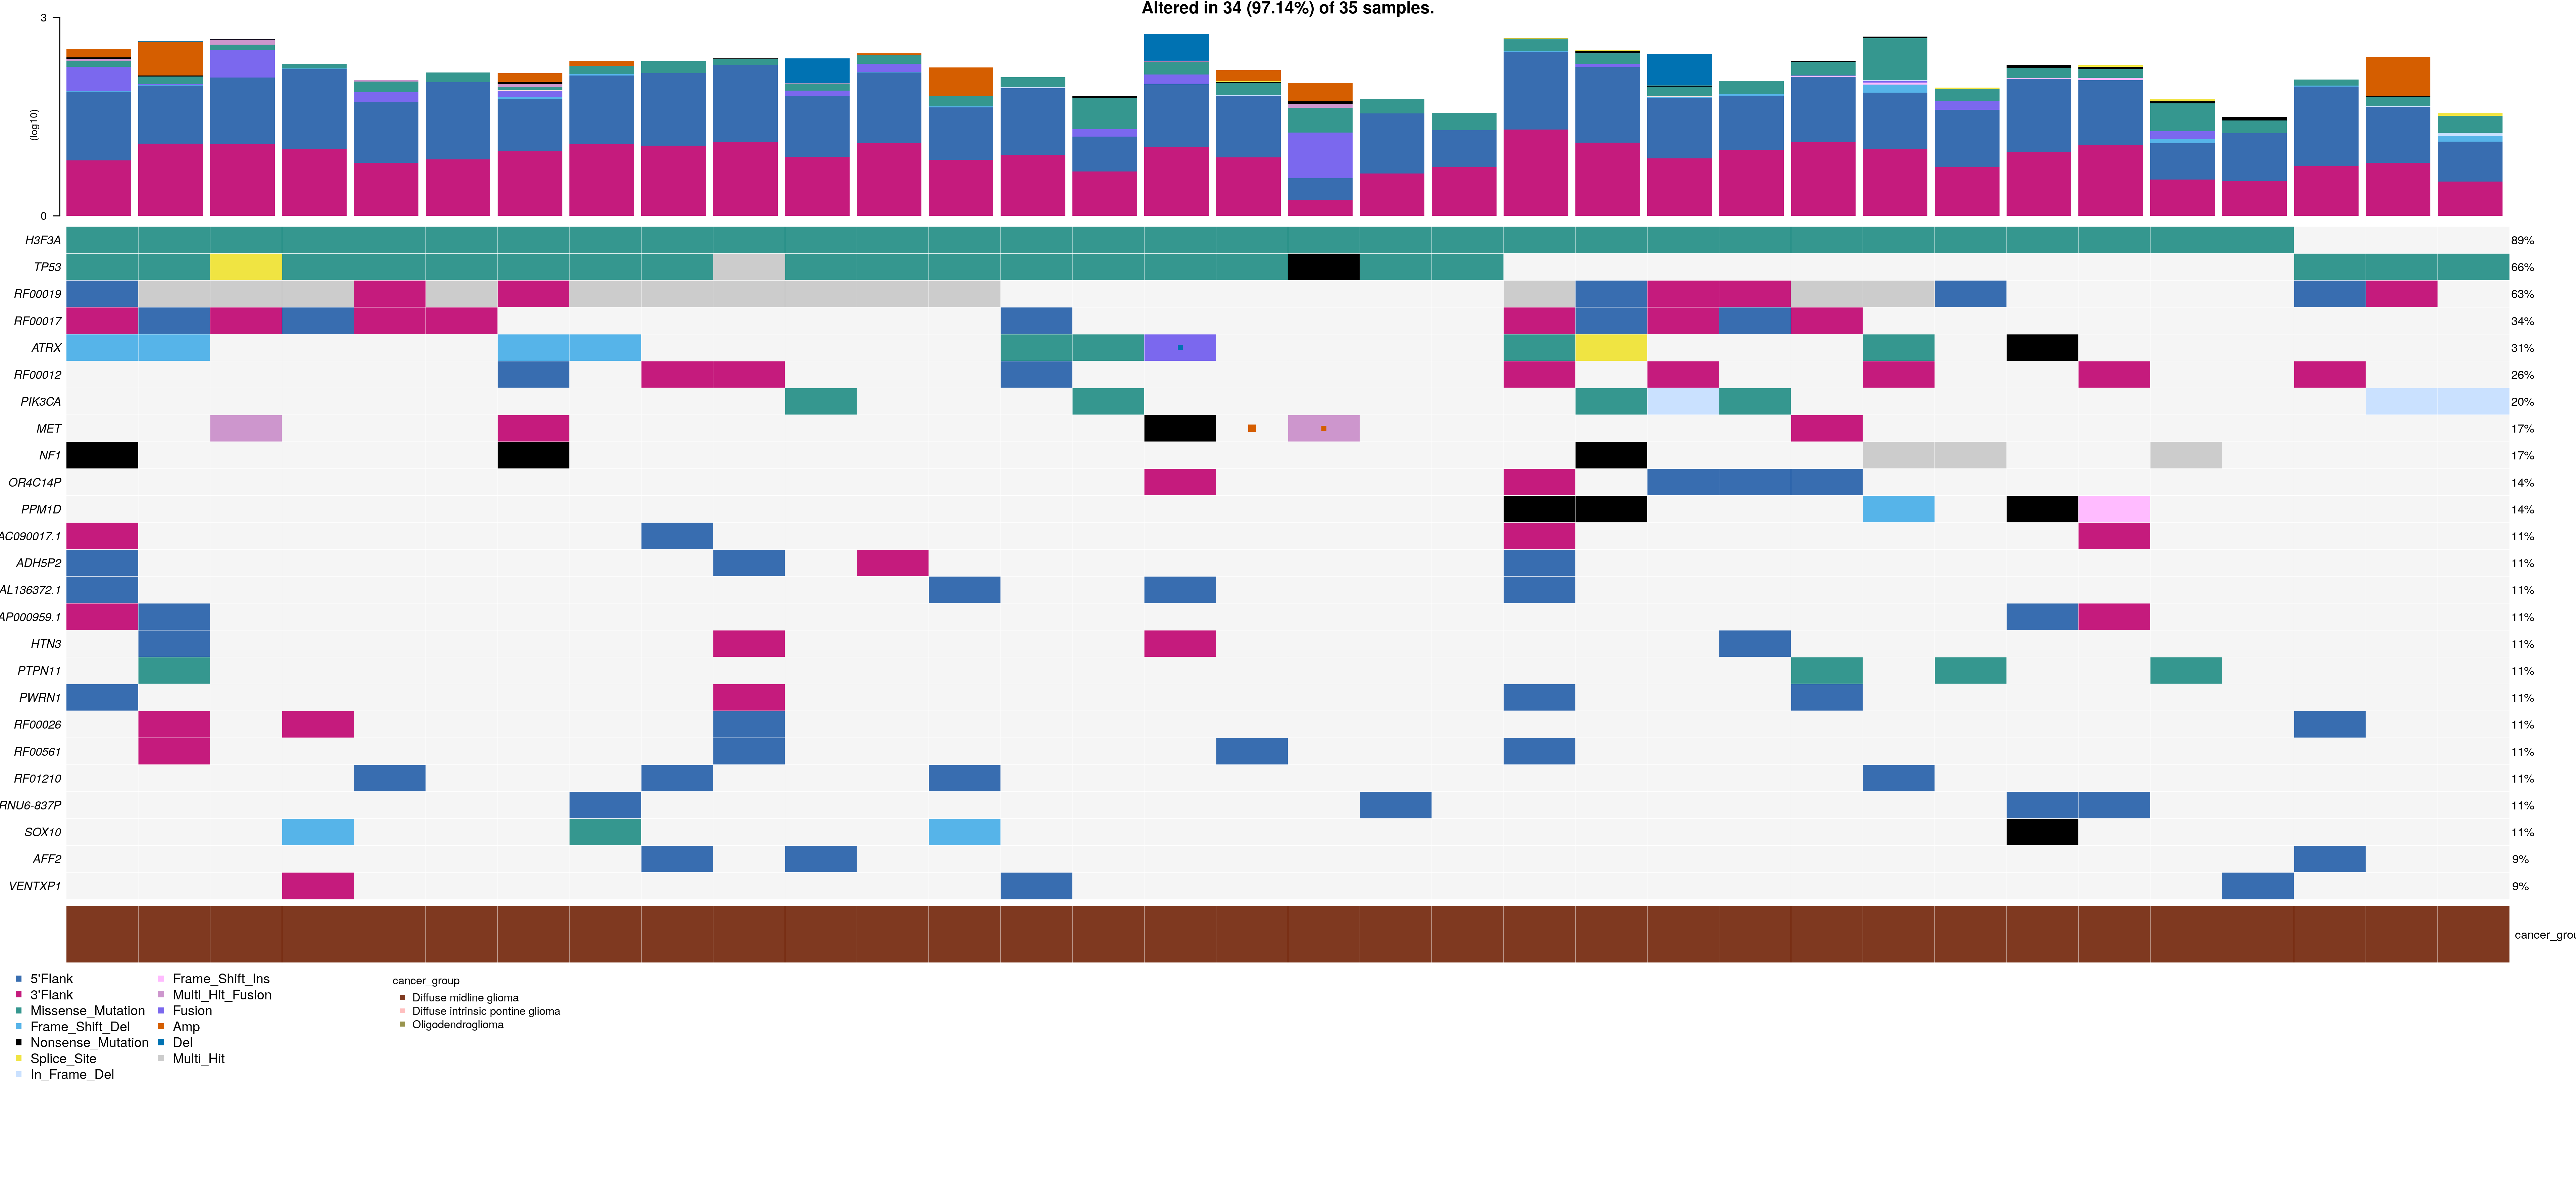 Altered in 34 (97.14%) of 35 samples.
3
(log10)
0
H3F3A 89%
TP53 66%
RF00019 63%
RF00017 34%
ATRX 31%
RF00012 26%
PIK3CA 20%
MET 17%
NF1 17%
OR4C14P 14%
PPM1D 14%
AC090017.1 11%
ADH5P2 11%
AL136372.1 11%
AP000959.1 11%
HTN3 11%
PTPN11 11%
PWRN1 11%
RF00026 11%
RF00561 11%
RF01210 11%
RNU6-837P 11%
SOX10 11%
AFF2 9%
VENTXP1 9%
cancer_grou
5'Flank
3'Flank
Missense_Mutation
Frame_Shift_Del
Nonsense_Mutation
Splice_Site
In_Frame_Del
Frame_Shift_Ins
Multi_Hit_Fusion
Fusion
Amp
Del
Multi_Hit
cancer_group
Diffuse midline glioma
Diffuse intrinsic pontine glioma
Oligodendroglioma